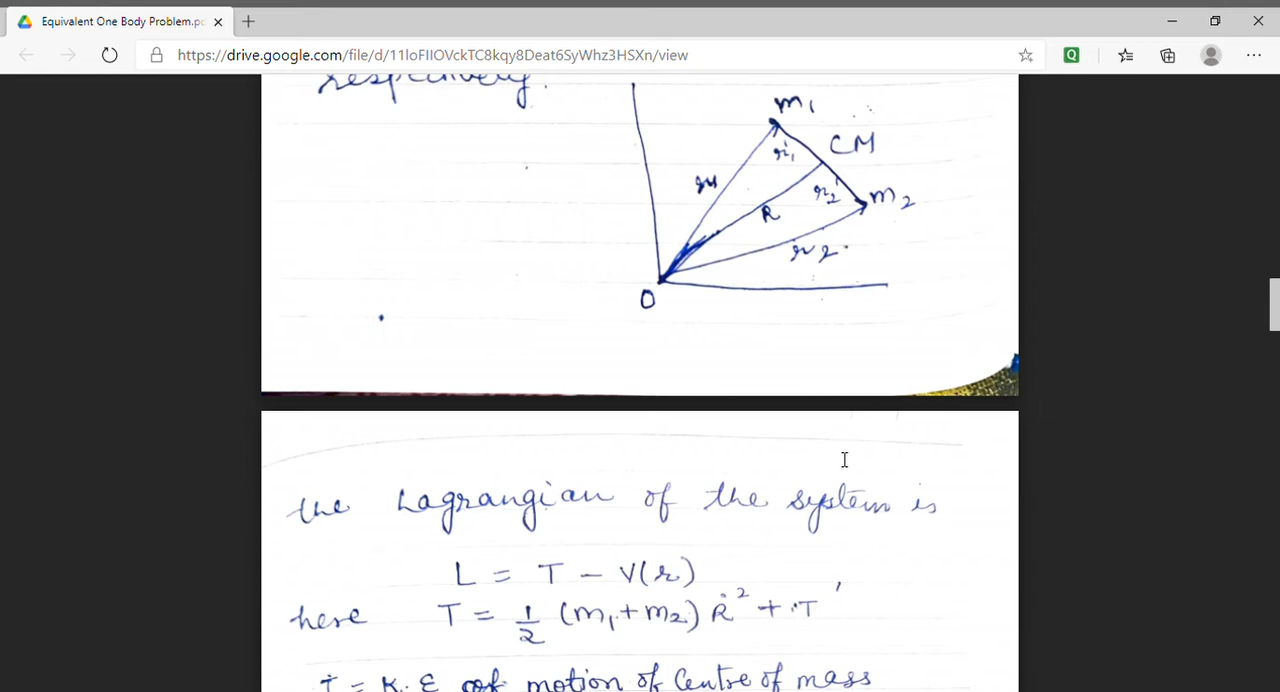 Equivalent One Body Problem.p
https://drive.google.com/file/d/11loFIIOVckTC8kqy8Deat6SyWhz3HSXn/view
respectively.
m1
r1'
CM
r1
r2'
m2
R
r2
O
the Lagrangian of the system is
L = T - V(r)
here T = 1/2 (m1 + m2) Ṙ² + T'
T = K.E of motion of Centre of mass